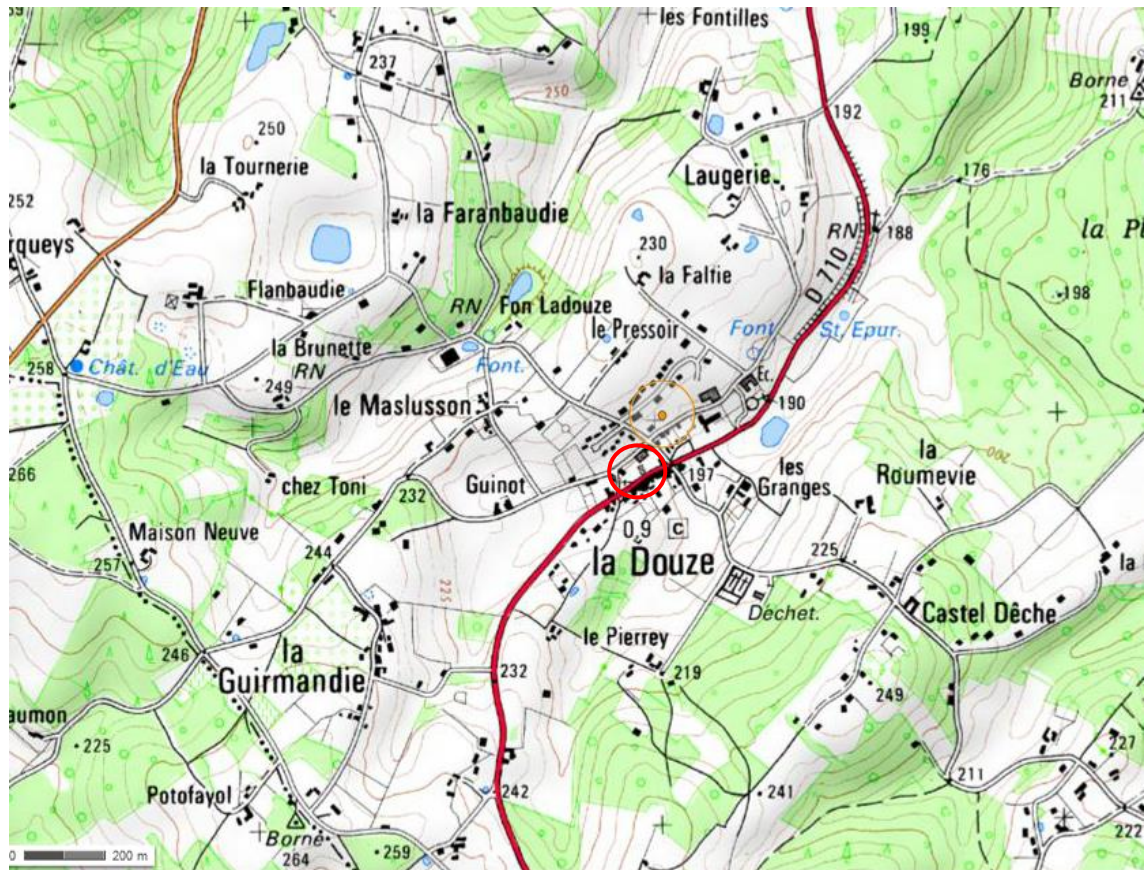 les Fontilles
199
237
250
Borne
211
192
250
la Tournerie
176
Laugerie
252
la Faranbaudie
RN
188
230
D 710
la Faltie
198
Flanbaudie
RN
Fon Ladouze
le Pressoir
Font
St. Epur.
la Brunette
258
Chât. d'Eau
RN
Font.
Ec.
249
le Maslusson
190
la
Roumevie
200
266
197
les
Granges
chez Toni
232
Guinot
Maison Neuve
0,9
C
244
257
225
la Douze
225
Déchet.
Castel Dêche
le Pierrey
246
la
Guirmandie
232
219
249
225
227
211
Potofayol
242
241
Borne
264
259
222
0
200 m